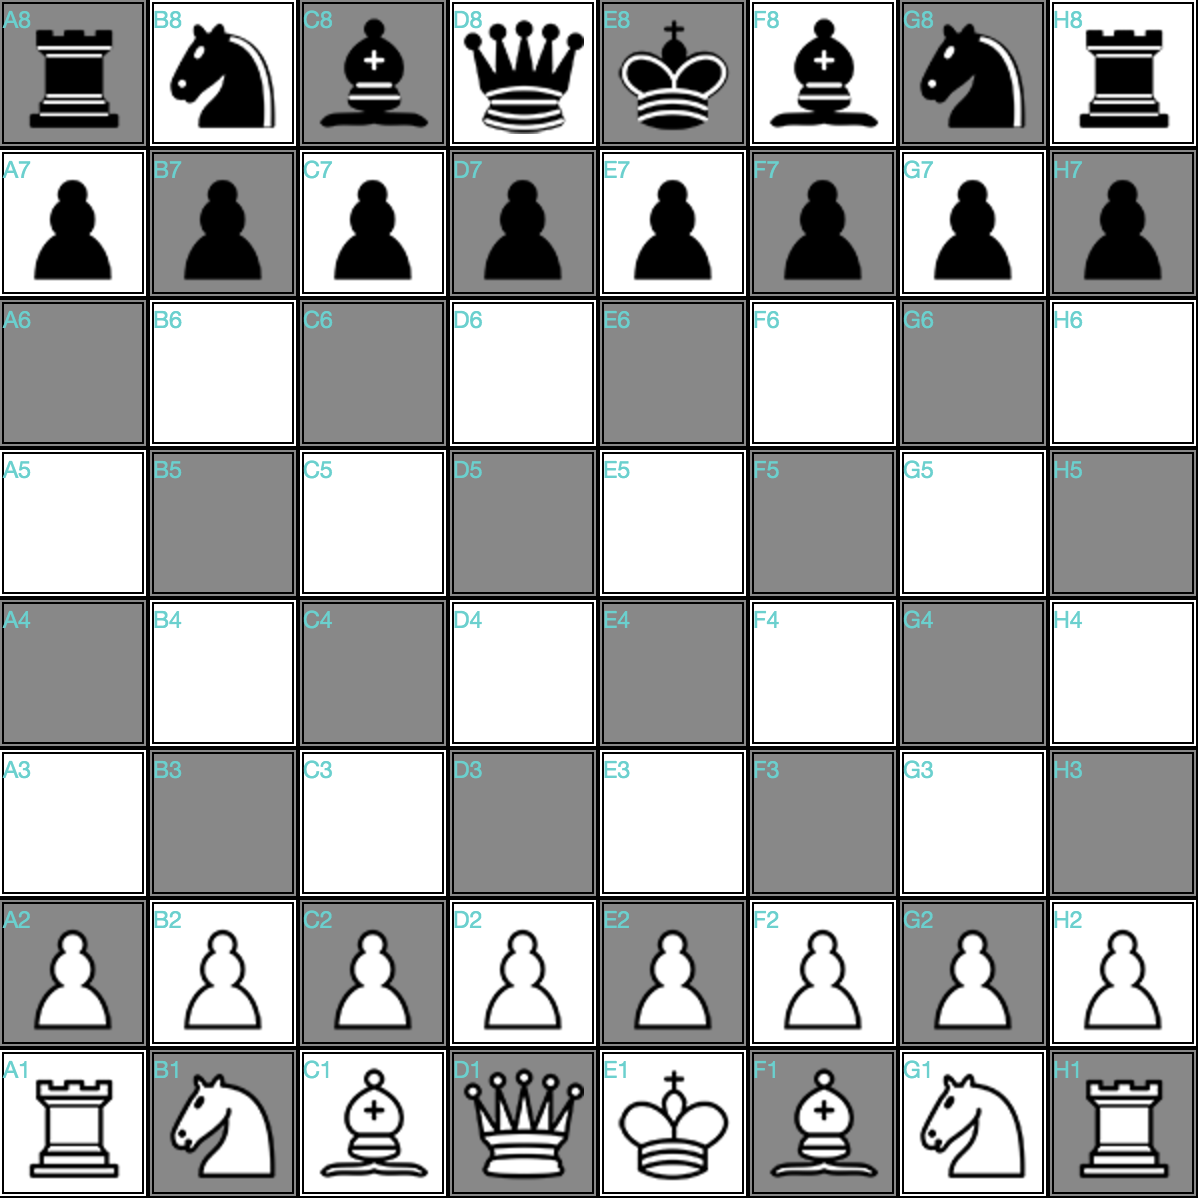 A8 B8 C8 D8 E8 F8 G8 H8
A7 B7 C7 D7 E7 F7 G7 H7
A6 B6 C6 D6 E6 F6 G6 H6
A5 B5 C5 D5 E5 F5 G5 H5
A4 B4 C4 D4 E4 F4 G4 H4
A3 B3 C3 D3 E3 F3 G3 H3
A2 B2 C2 D2 E2 F2 G2 H2
A1 B1 C1 D1 E1 F1 G1 H1